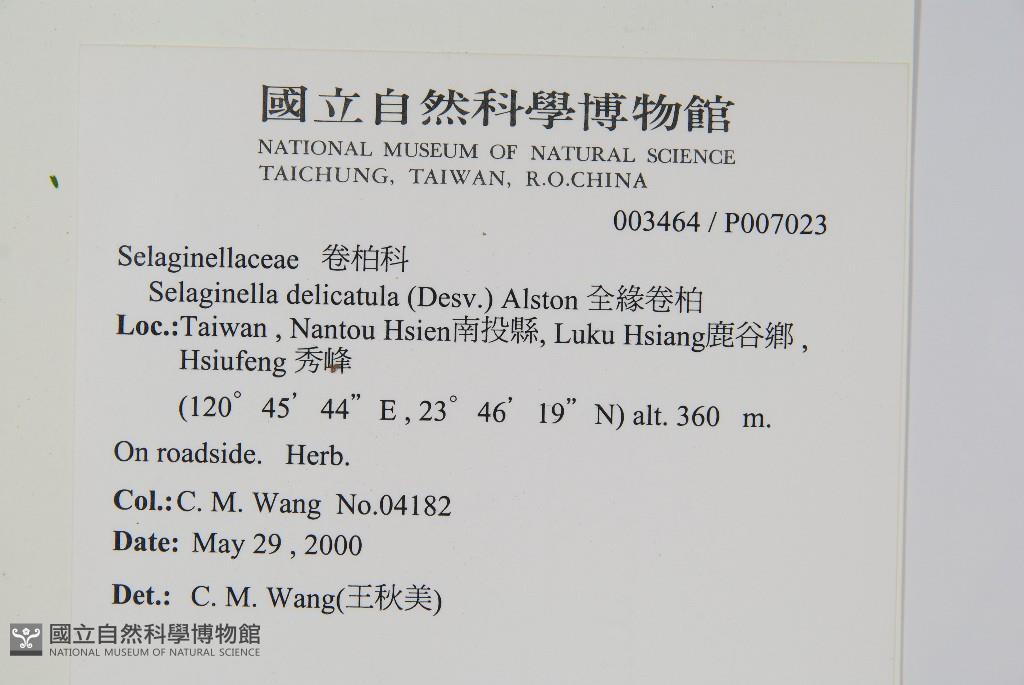 國立自然科學博物館
NATIONAL MUSEUM OF NATURAL SCIENCE
TAICHUNG, TAIWAN, R.O.CHINA
003464 / P007023
Selaginellaceae 卷柏科
Selaginella delicatula (Desv.) Alston 全緣卷柏
Loc.:Taiwan , Nantou Hsien南投縣, Luku Hsiang鹿谷鄉 ,
Hsiufeng 秀峰
(120° 45’ 44” E , 23° 46’ 19” N) alt. 360 m.
On roadside. Herb.
Col.: C. M. Wang No.04182
Date: May 29 , 2000
Det.: C. M. Wang(王秋美)
國立自然科學博物館
NATIONAL MUSEUM OF NATURAL SCIENCE